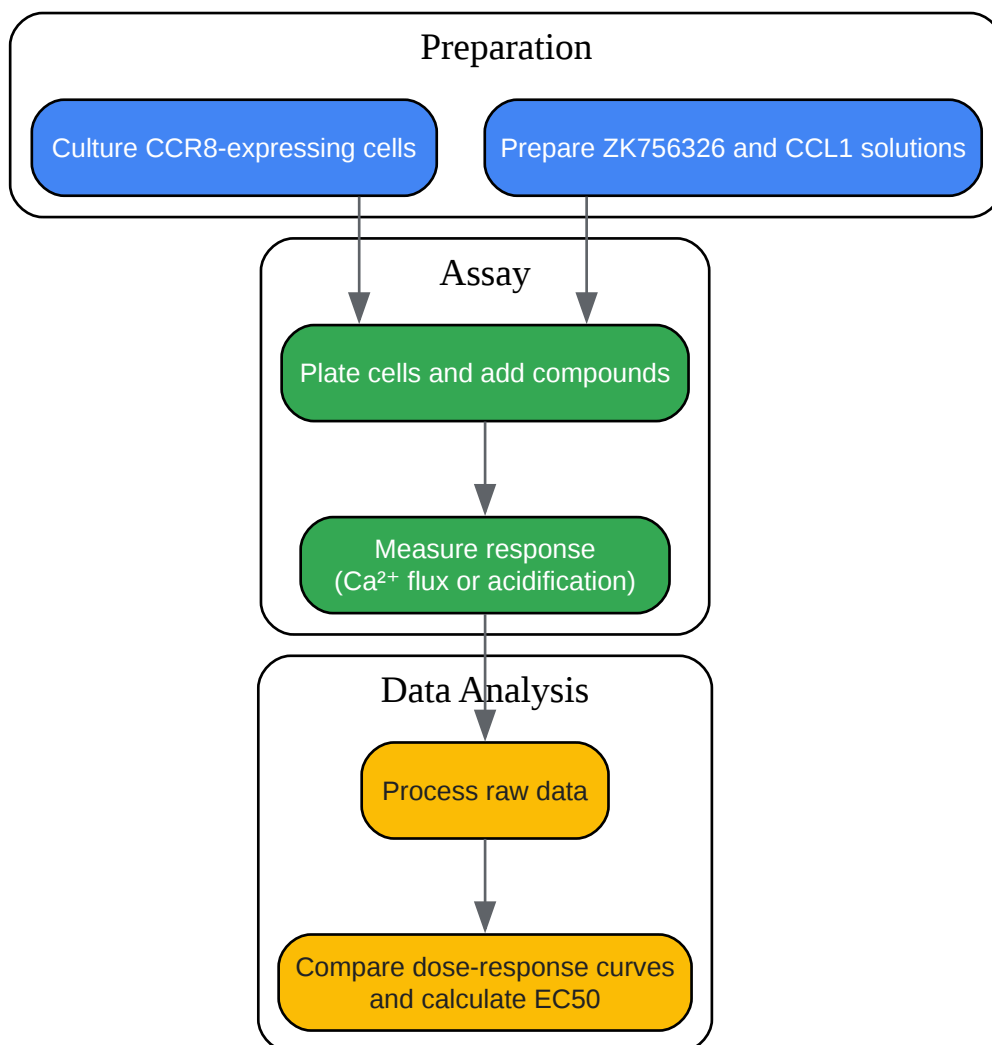 Preparation
Culture CCR8-expressing cells
Prepare ZK756326 and CCL1 solutions
Assay
Plate cells and add compounds
Measure response
(Ca²⁺ flux or acidification)
Data Analysis
Process raw data
Compare dose-response curves
and calculate EC50